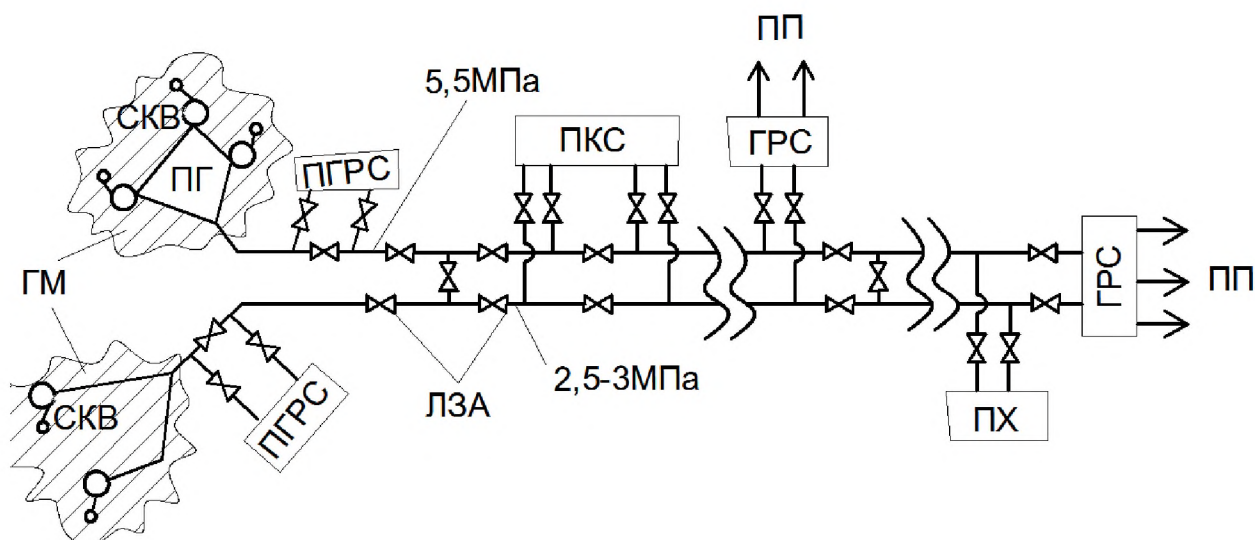 ПП
5,5МПа
СКВ
ПКС
ГРС
ПГ
ПГРС
ГМ
ГРС
ПП
СКВ
ЛЗА
2,5-3МПа
ПГРС
ПХ